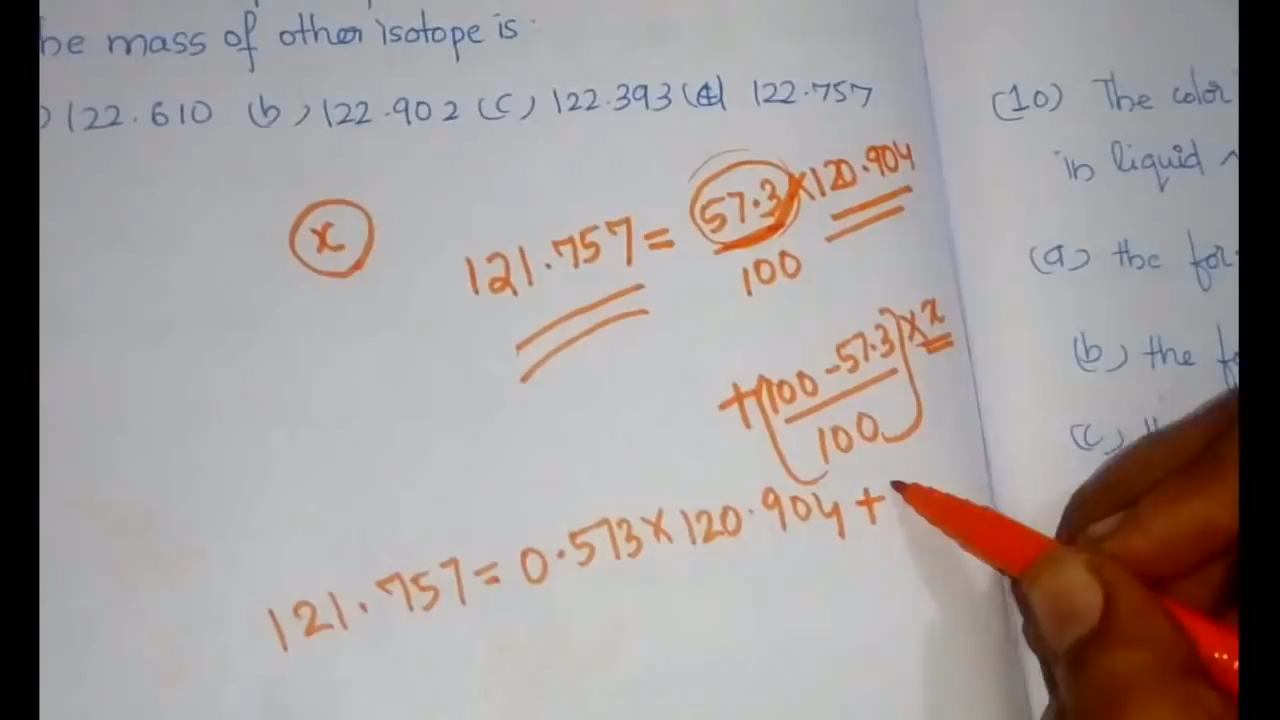 he mass of other isotope is
) 122.610 (b) 122.902 (c) 122.393 (d) 122.757
x
121.757 = 57.3 x 120.904
100
+ (100 - 57.3) x x
100
121.757 = 0.573 x 120.904 +
(10) The color
in liquid
(a) the for
(b) the f
(c)